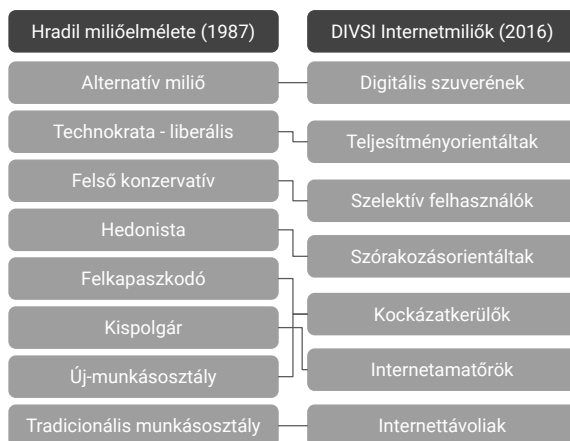 Hradil miliőelmélete (1987)
DIVSI Internetmiliők (2016)
Alternatív milió
Digitális szuverének
Technokrata - liberális
Teljesítményorientáltak
Felső konzervatív
Szelektív felhasználók
Hedonista
Szórakozásorientáltak
Felkapaszkodó
Kockázatkerülők
Kispolgár
Internetamatőrök
Új-munkásosztály
Tradicionális munkásosztály
Internettávoliak